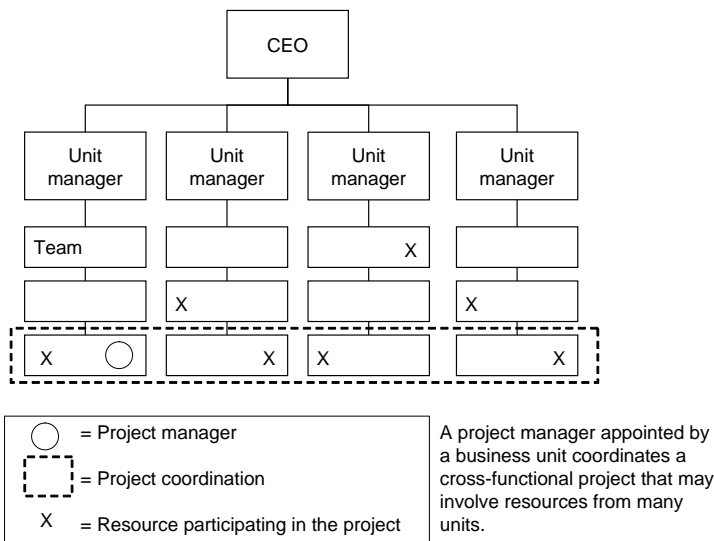 CEO
Unit
manager
Unit
manager
Unit
manager
Unit
manager
Team
X
X
X
X
X
X
X
= Project manager
= Project coordination
X = Resource participating in the project
A project manager appointed by
a business unit coordinates a
cross-functional project that may
involve resources from many
units.